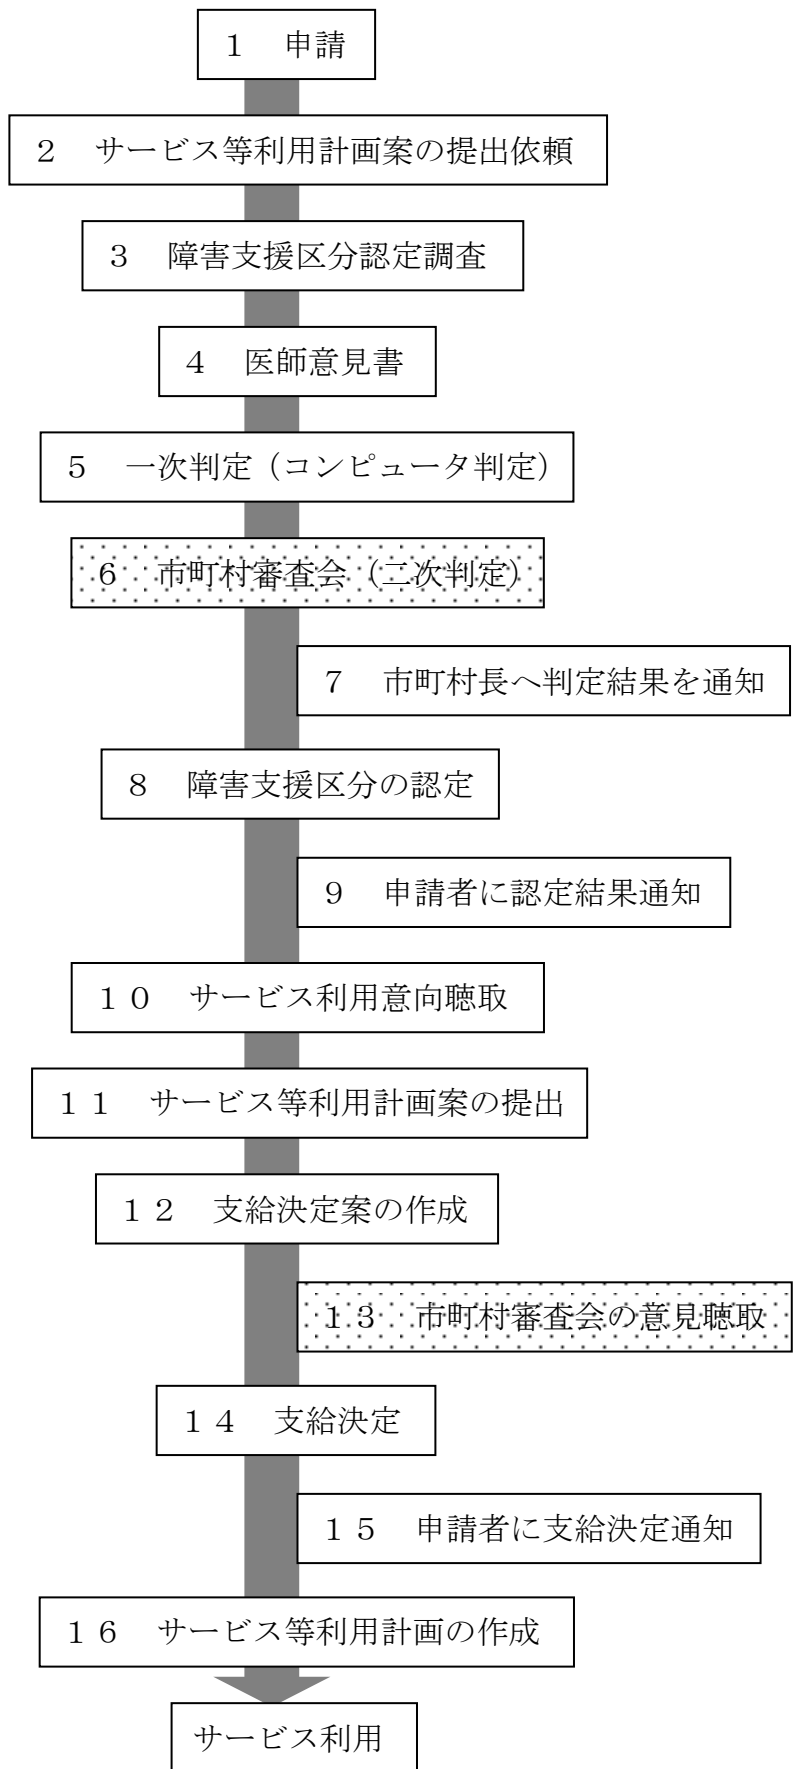 １　申請
２　サービス等利用計画案の提出依頼
３　障害支援区分認定調査
４　医師意見書
５　一次判定（コンピュータ判定）
６　市町村審査会（二次判定）
７　市町村長へ判定結果を通知
８　障害支援区分の認定
９　申請者に認定結果通知
１０　サービス利用意向聴取
１１　サービス等利用計画案の提出
１２　支給決定案の作成
１３　市町村審査会の意見聴取
１４　支給決定
１５　申請者に支給決定通知
１６　サービス等利用計画の作成
サービス利用